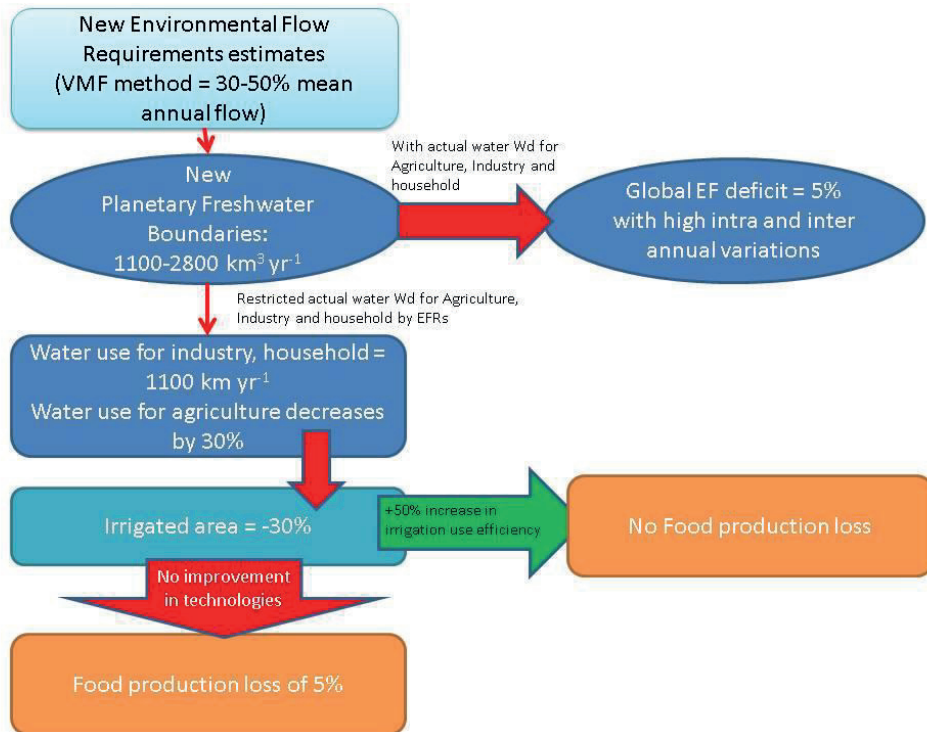 New Environmental Flow
Requirements estimates
(VMF method = 30-50% mean
annual flow)
With actual water Wd for
Agriculture, Industry and
household
New
Planetary Freshwater
Boundaries:
1100-2800 km³ yr⁻¹
Global EF deficit = 5%
with high intra and inter
annual variations
Restricted actual water Wd for Agriculture,
Industry and household by EFRs
Water use for industry, household =
1100 km yr⁻¹
Water use for agriculture decreases
by 30%
Irrigated area = -30%
+50% increase in
irrigation use efficiency
No Food production loss
No improvement
in technologies
Food production loss of 5%